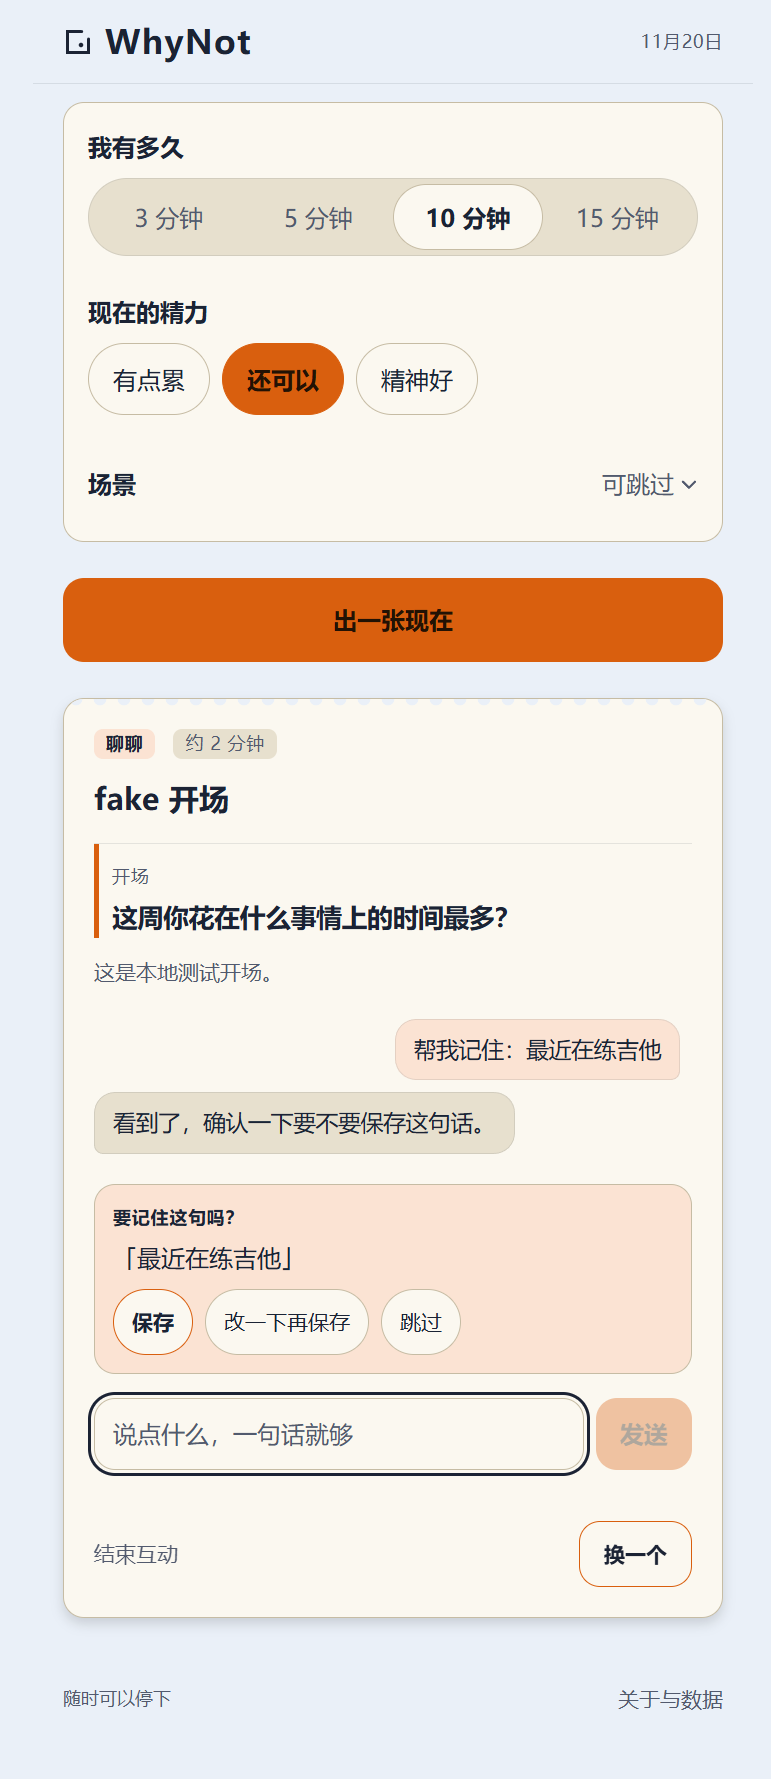 WhyNot
11月20日
我有多久
3 分钟 5 分钟 10 分钟 15 分钟
现在的精力
有点累 还可以 精神好
场景 可跳过
出一张现在
聊聊 约 2 分钟
fake 开场
开场
这周你花在什么事情上的时间最多？
这是本地测试开场。
帮我记住：最近在练吉他
看到了，确认一下要不要保存这句话。
要记住这句吗？
「最近在练吉他」
保存 改一下再保存 跳过
说点什么，一句话就够 发送
结束互动 换一个
随时可以停下 关于与数据